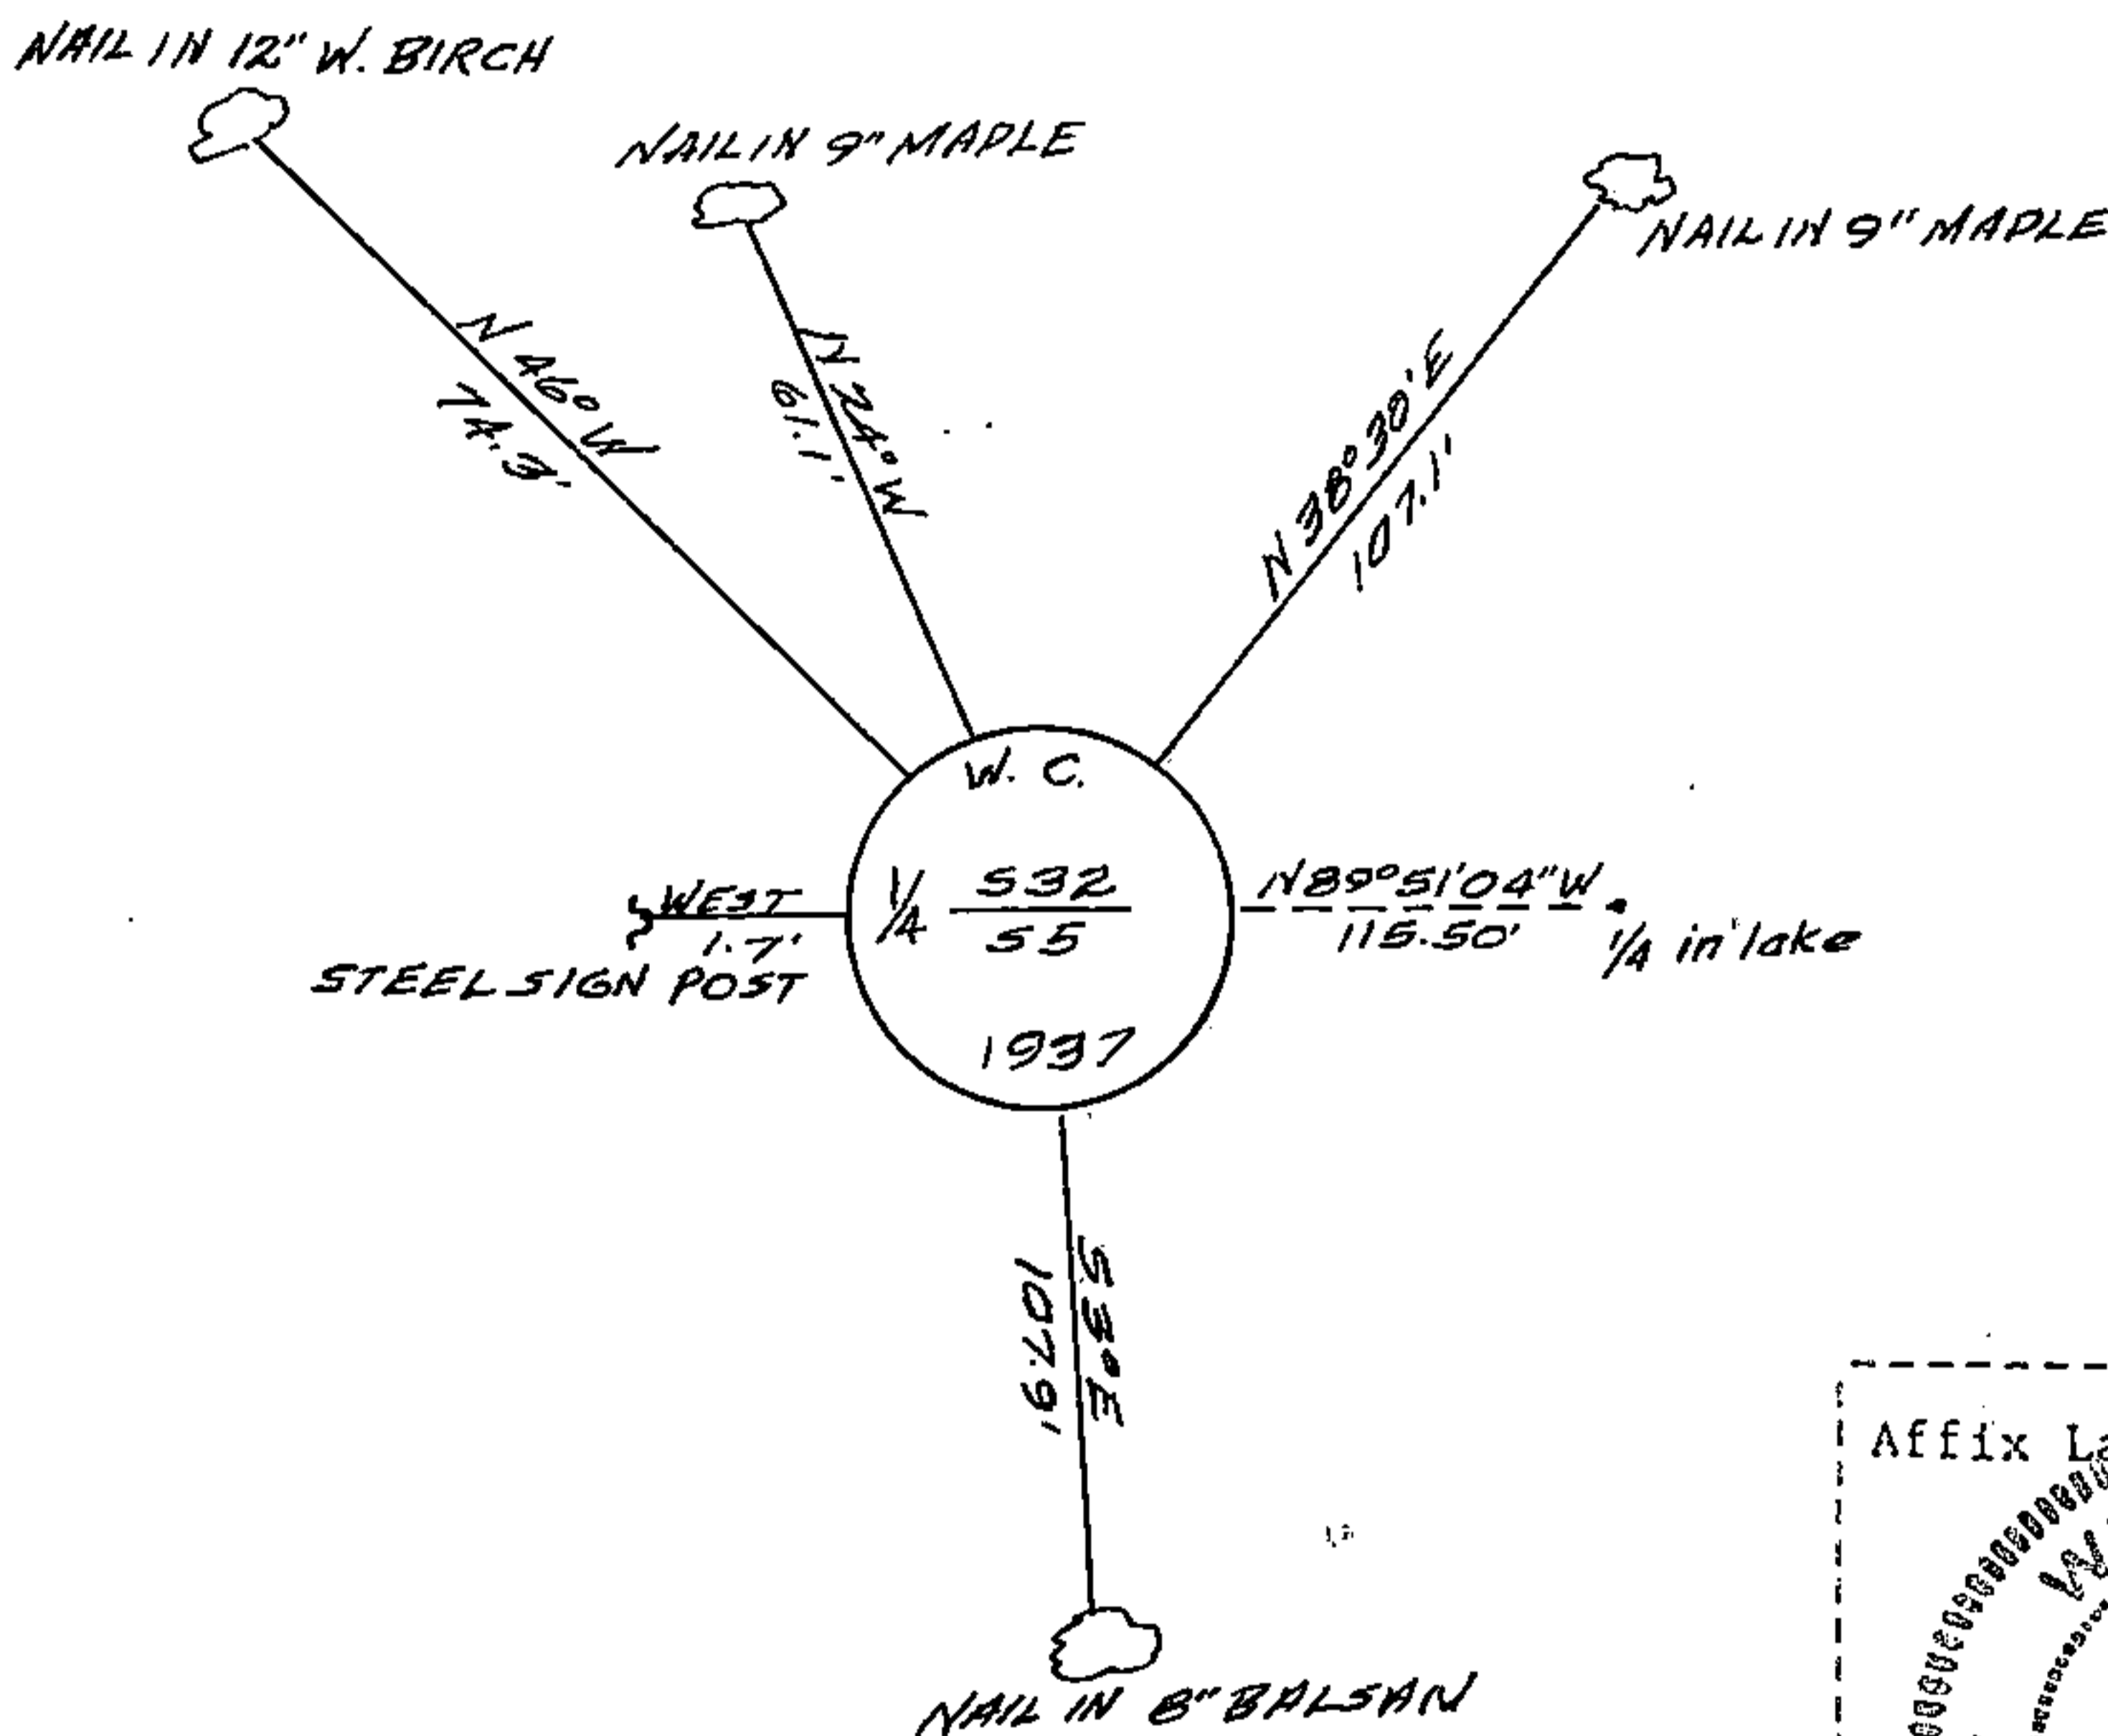 NAIL IN 12" W. BIRCH
NAIL IN 9" MAPLE
NAIL IN 9" MAPLE
N 46° W
74.3'
N 24° W
61.1'
N 38° 30' E
107.1'
W. C.
1/4 S32
S5
1937
WEST
1.7'
STEEL SIGN POST
N89°51'04"W
115.50'
1/4 in lake
107.9'
NAIL IN 8" BALSAN
Affix